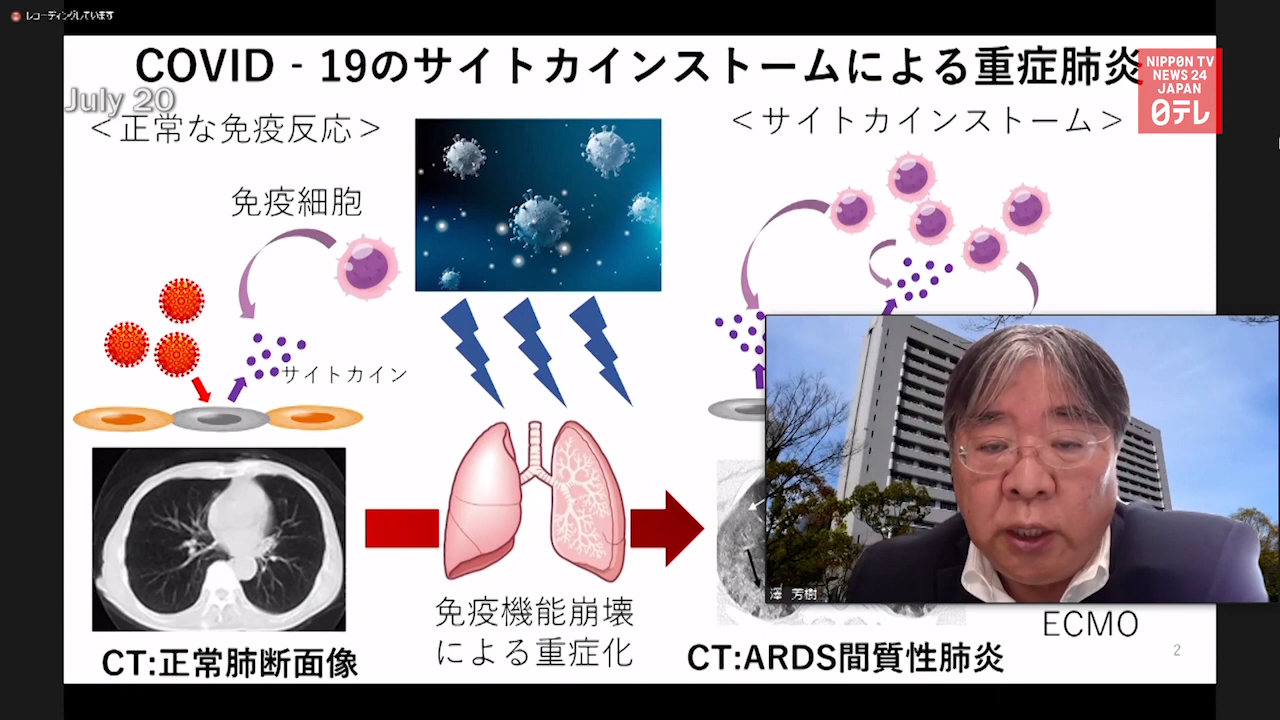 レコーディングしています
COVID‐19のサイトカインストームによる重症肺炎
NIPPON TV
NEWS 24
JAPAN
日テレ
July 20
＜正常な免疫反応＞
＜サイトカインストーム＞
免疫細胞
サイトカイン
澤 芳樹
免疫機能崩壊
による重症化
ECMO
CT:正常肺断面像
CT:ARDS間質性肺炎
2